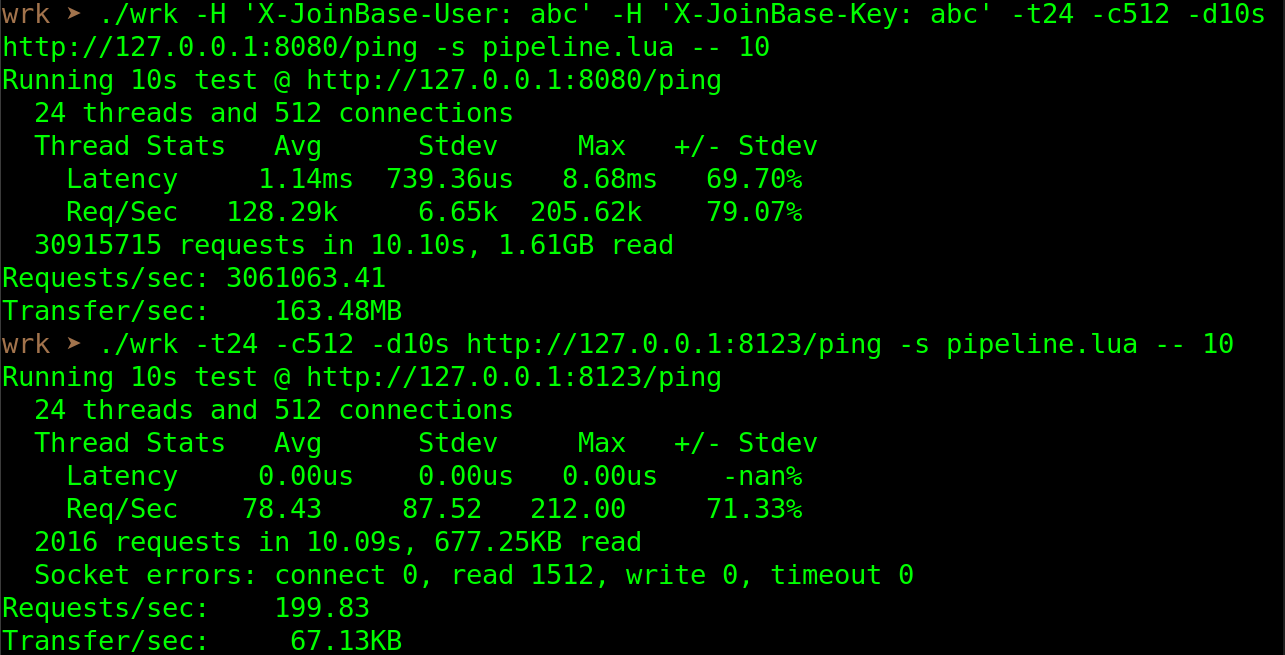 wrk ➤ ./wrk -H 'X-JoinBase-User: abc' -H 'X-JoinBase-Key: abc' -t24 -c512 -d10s
http://127.0.0.1:8080/ping -s pipeline.lua -- 10
Running 10s test @ http://127.0.0.1:8080/ping
  24 threads and 512 connections
  Thread Stats   Avg      Stdev     Max   +/- Stdev
    Latency     1.14ms  739.36us   8.68ms   69.70%
    Req/Sec   128.29k     6.65k  205.62k    79.07%
  30915715 requests in 10.10s, 1.61GB read
Requests/sec: 3061063.41
Transfer/sec:    163.48MB
wrk ➤ ./wrk -t24 -c512 -d10s http://127.0.0.1:8123/ping -s pipeline.lua -- 10
Running 10s test @ http://127.0.0.1:8123/ping
  24 threads and 512 connections
  Thread Stats   Avg      Stdev     Max   +/- Stdev
    Latency     0.00us    0.00us   0.00us    -nan%
    Req/Sec    78.43     87.52   212.00     71.33%
  2016 requests in 10.09s, 677.25KB read
  Socket errors: connect 0, read 1512, write 0, timeout 0
Requests/sec:    199.83
Transfer/sec:     67.13KB